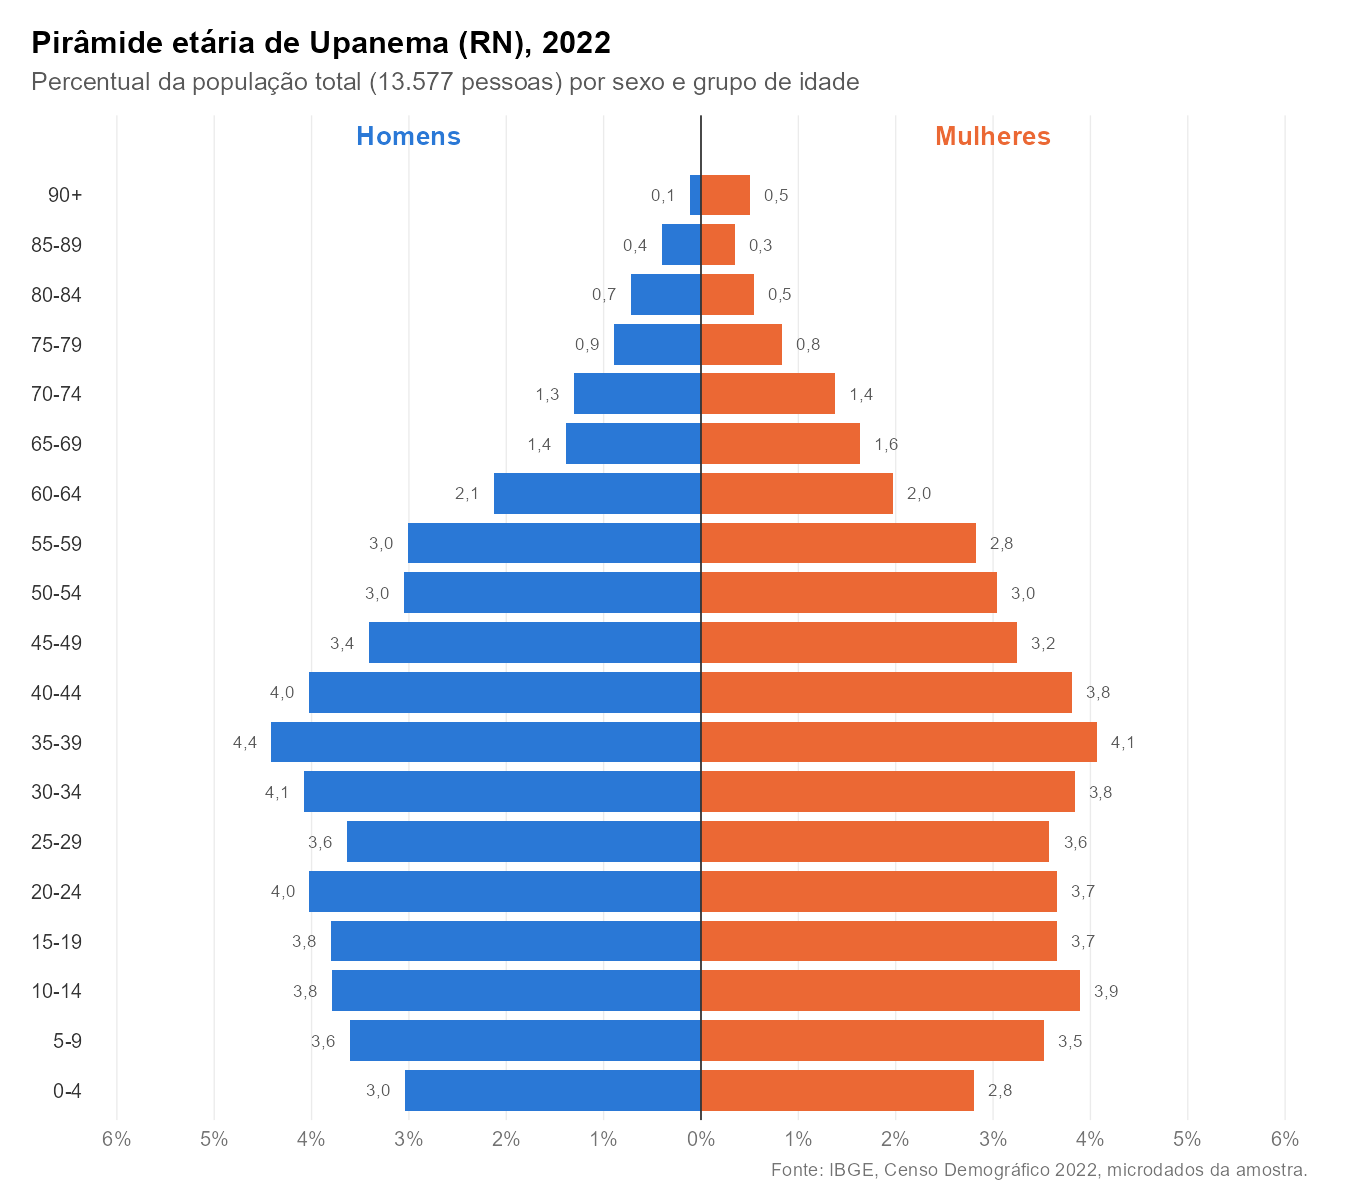 Pirâmide etária de Upanema (RN), 2022
Percentual da população total (13.577 pessoas) por sexo e grupo de idade
Homens Mulheres
90+ 0,1 0,5
85-89 0,4 0,3
80-84 0,7 0,5
75-79 0,9 0,8
70-74 1,3 1,4
65-69 1,4 1,6
60-64 2,1 2,0
55-59 3,0 2,8
50-54 3,0 3,0
45-49 3,4 3,2
40-44 4,0 3,8
35-39 4,4 4,1
30-34 4,1 3,8
25-29 3,6 3,6
20-24 4,0 3,7
15-19 3,8 3,7
10-14 3,8 3,9
5-9 3,6 3,5
0-4 3,0 2,8
6% 5% 4% 3% 2% 1% 0% 1% 2% 3% 4% 5% 6%
Fonte: IBGE, Censo Demográfico 2022, microdados da amostra.